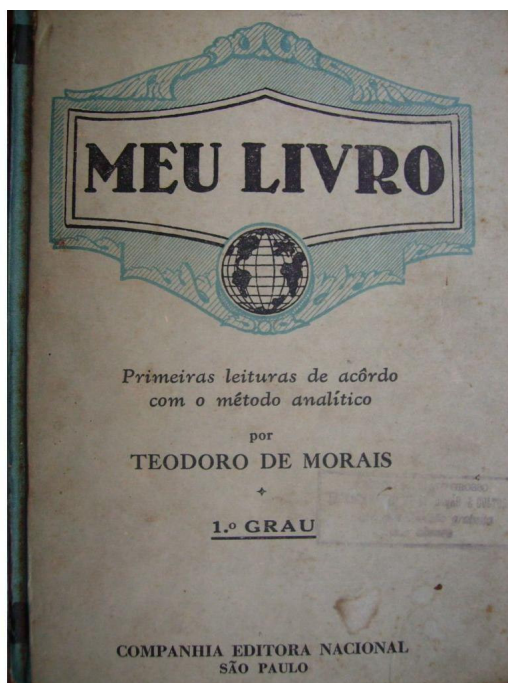 MEU LIVRO
Primeiras leituras de acôrdo
com o método analítico
por
TEODORO DE MORAIS
1.º GRAU
COMPANHIA EDITORA NACIONAL
SÃO PAULO